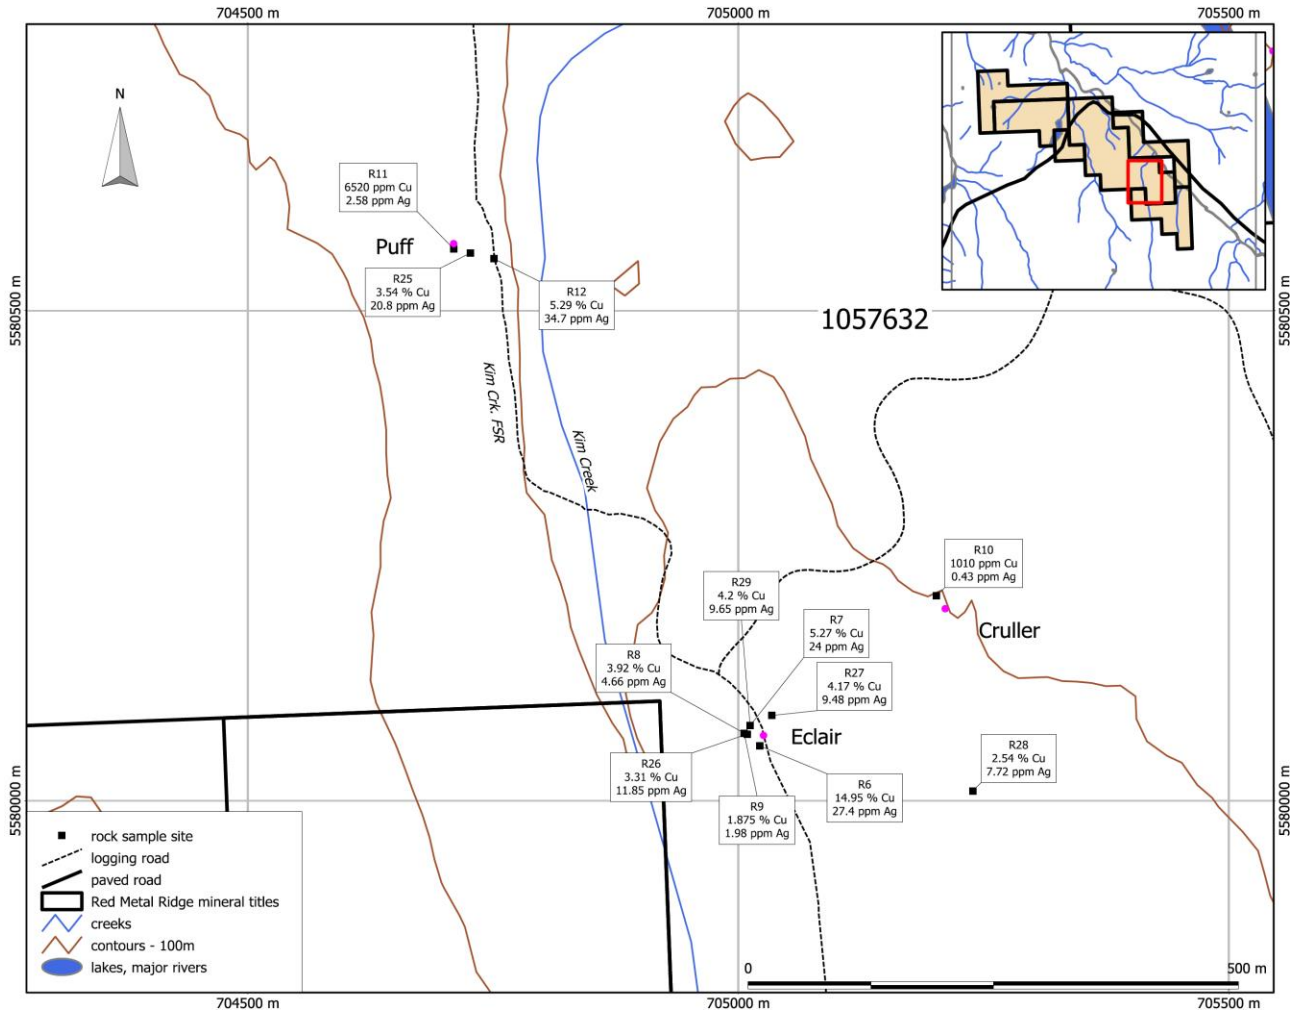 704500 m
705000 m
705500 m
N
R11
6520 ppm Cu
2.58 ppm Ag
Puff
R25
3.54 % Cu
20.8 ppm Ag
R12
5.29 % Cu
34.7 ppm Ag
5580500 m
1057632
5580500 m
Kim Crk. FSR
Kim Creek
R10
1010 ppm Cu
0.43 ppm Ag
R29
4.2 % Cu
9.65 ppm Ag
Cruller
R7
5.27 % Cu
24 ppm Ag
R8
3.92 % Cu
4.66 ppm Ag
R27
4.17 % Cu
9.48 ppm Ag
Eclair
R28
2.54 % Cu
7.72 ppm Ag
R26
3.31 % Cu
11.85 ppm Ag
R6
14.95 % Cu
27.4 ppm Ag
R9
1.875 % Cu
1.98 ppm Ag
5580000 m
5580000 m
rock sample site
logging road
paved road
Red Metal Ridge mineral titles
creeks
contours - 100m
lakes, major rivers
0
500 m
704500 m
705000 m
705500 m